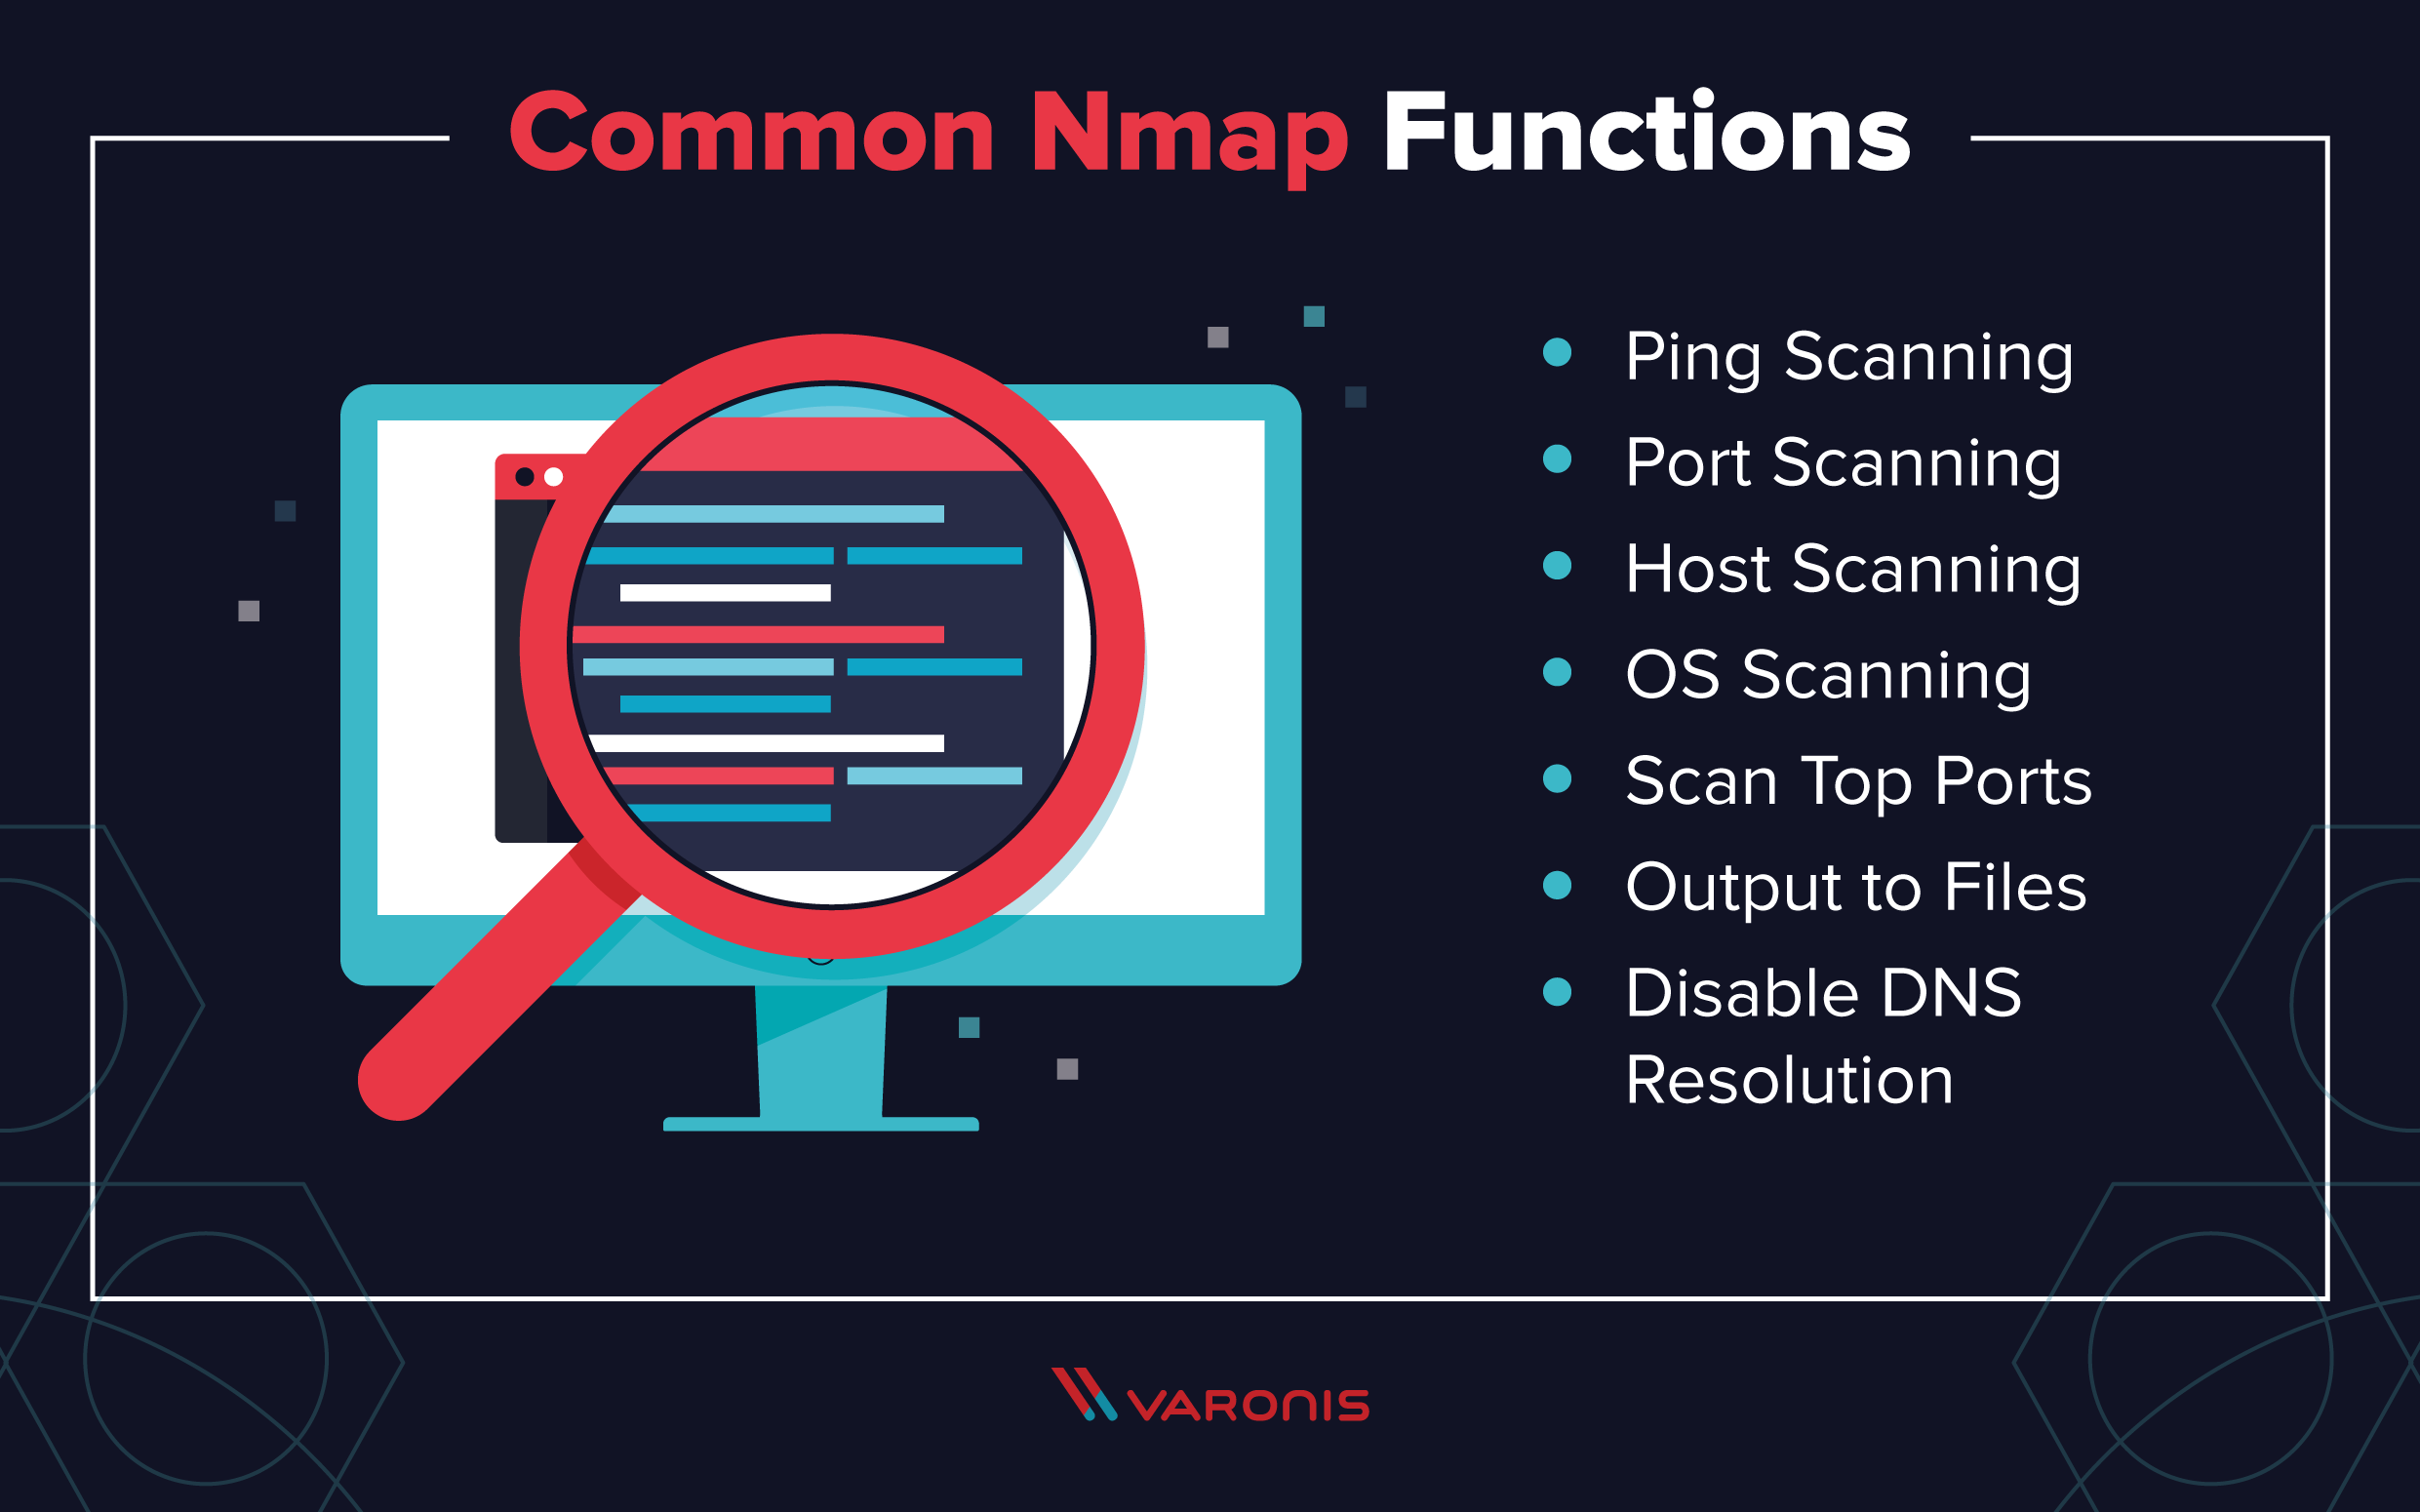 Common Nmap Functions
Ping Scanning
Port Scanning
Host Scanning
OS Scanning
Scan Top Ports
Output to Files
Disable DNS
Resolution
VARONIS